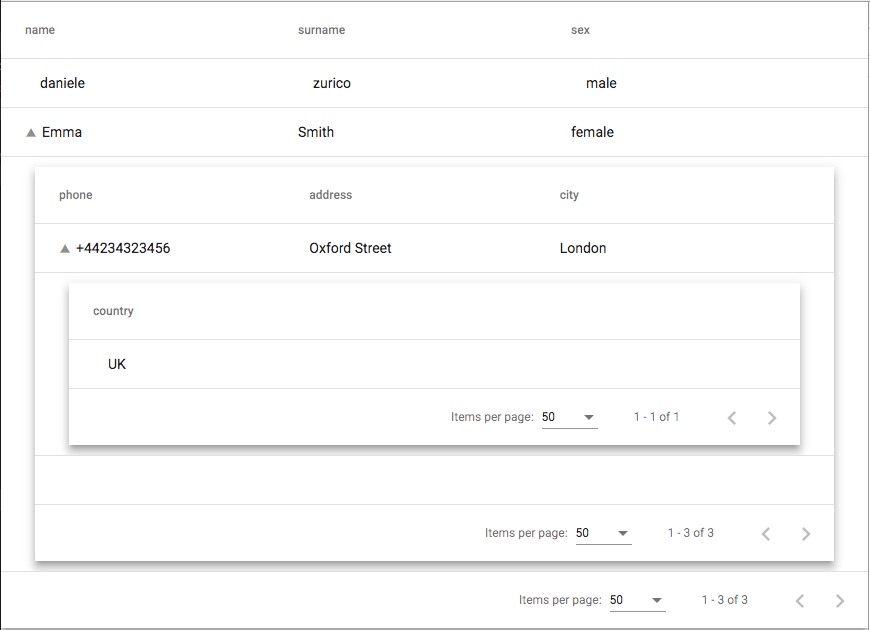 name surname sex
daniele zurico male
Emma Smith female
phone address city
+44234323456 Oxford Street London
country
UK
Items per page: 50 1 - 1 of 1
Items per page: 50 1 - 3 of 3
Items per page: 50 1 - 3 of 3